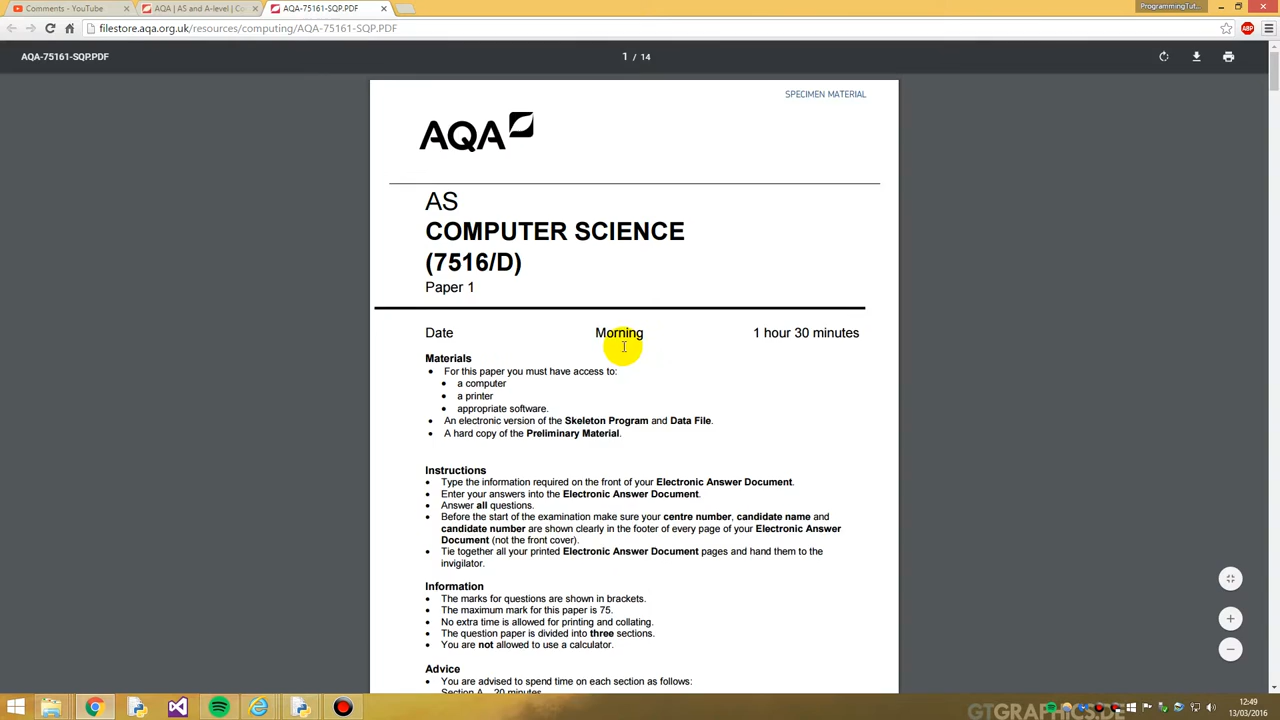 Comments - YouTube
AQA | AS and A-level | Co
AQA-75161-SQP.PDF
ProgrammingTut
filestore.aqa.org.uk/resources/computing/AQA-75161-SQP.PDF
ABP
AQA-75161-SQP.PDF
1 / 14
SPECIMEN MATERIAL
AQA
AS
COMPUTER SCIENCE
(7516/D)
Paper 1
Date Morning 1 hour 30 minutes
Materials
• For this paper you must have access to:
• a computer
• a printer
• appropriate software.
• An electronic version of the Skeleton Program and Data File.
• A hard copy of the Preliminary Material.
Instructions
• Type the information required on the front of your Electronic Answer Document.
• Enter your answers into the Electronic Answer Document.
• Answer all questions.
• Before the start of the examination make sure your centre number, candidate name and
candidate number are shown clearly in the footer of every page of your Electronic Answer
Document (not the front cover).
• Tie together all your printed Electronic Answer Document pages and hand them to the
invigilator.
Information
• The marks for questions are shown in brackets.
• The maximum mark for this paper is 75.
• No extra time is allowed for printing and collating.
• The question paper is divided into three sections.
• You are not allowed to use a calculator.
Advice
• You are advised to spend time on each section as follows:
Section A – 20 minutes
GTGRAPHICS.DE
12:49
13/03/2016